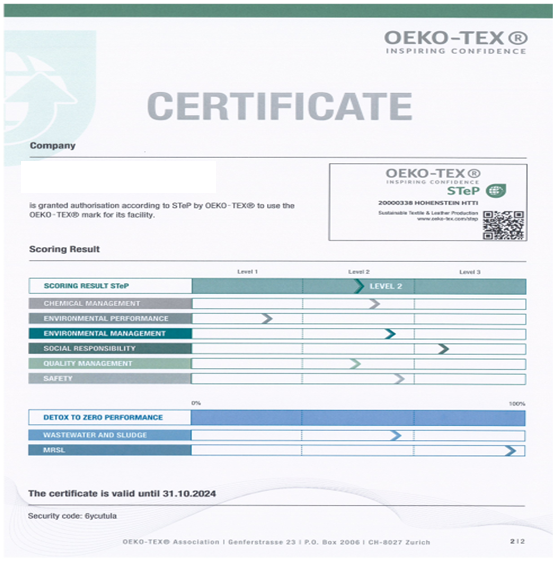 OEKO-TEX®
INSPIRING CONFIDENCE
CERTIFICATE
Company
OEKO-TEX®
INSPIRING CONFIDENCE
STeP
20000338 HOHENSTEIN HTTI
Sustainable Textile & Leather Production
www.oeko-tex.com/step
is granted authorisation according to STeP by OEKO-TEX® to use the
OEKO-TEX® mark for its facility.
Scoring Result
Level 1 Level 2 Level 3
SCORING RESULT STeP LEVEL 2
CHEMICAL MANAGEMENT
ENVIRONMENTAL PERFORMANCE
ENVIRONMENTAL MANAGEMENT
SOCIAL RESPONSIBILITY
QUALITY MANAGEMENT
SAFETY
0% 100%
DETOX TO ZERO PERFORMANCE
WASTEWATER AND SLUDGE
MRSL
The certificate is valid until 31.10.2024
Security code: 6ycutula
OEKO-TEX® Association | Genferstrasse 23 | P.O. Box 2006 | CH-8027 Zurich
2|2